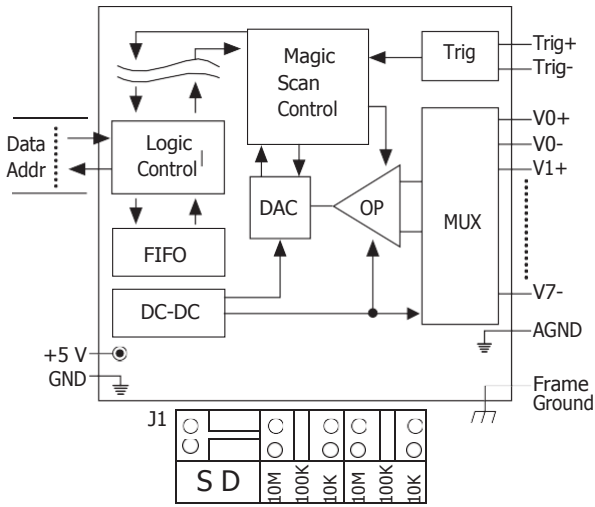 Magic
Scan
Control
Trig
Trig+
Trig-
Data
Addr
Logic
Control
V0+
V0-
V1+
DAC
OP
MUX
FIFO
DC-DC
V7-
AGND
+5 V
GND
Frame
Ground
J1
S D
10M
100K
10K
10M
100K
10K